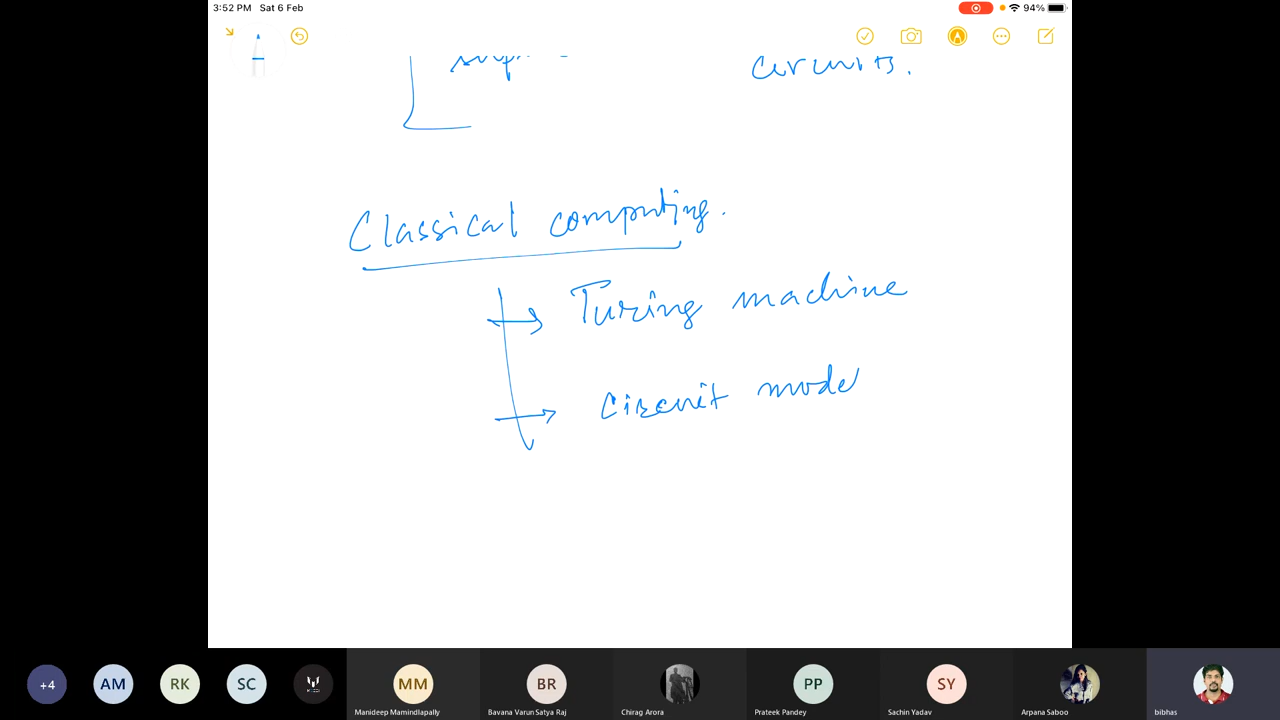 3:52 PM Sat 6 Feb
94%
circuits.
Classical computing.
Turing machine
Circuit mode
+4
AM
RK
SC
MM
BR
PP
SY
Manideep Mamindlapally
Bavana Varun Satya Raj
Chirag Arora
Prateek Pandey
Sachin Yadav
Arpana Saboo
bibhas